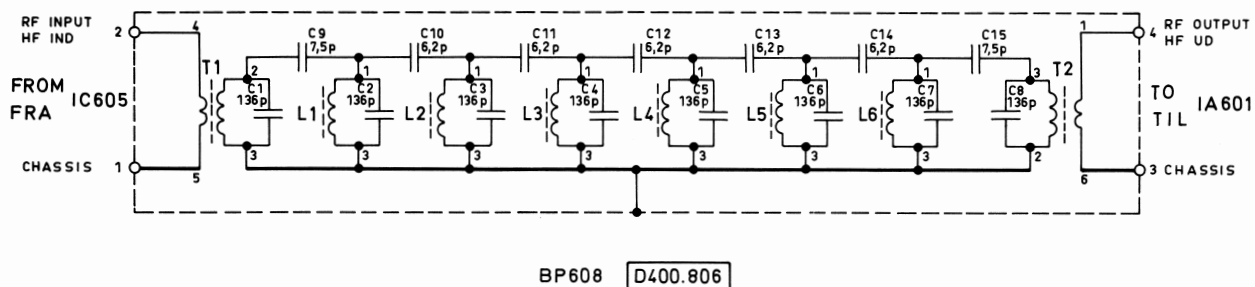 RF INPUT
HF IND
2
4
C9
7,5p
C10
6,2p
C11
6,2p
C12
6,2p
C13
6,2p
C14
6,2p
C15
7,5p
1
4
RF OUTPUT
HF UD
FROM
FRA
IC605
T1
2
C1
136p
3
L1
1
C2
136p
3
L2
1
C3
136p
3
L3
1
C4
136p
3
L4
1
C5
136p
3
L5
1
C6
136p
3
L6
1
C7
136p
3
C8
136p
3
2
T2
TO
TIL
IA601
CHASSIS 1
5
6
3 CHASSIS
BP608 D400.806